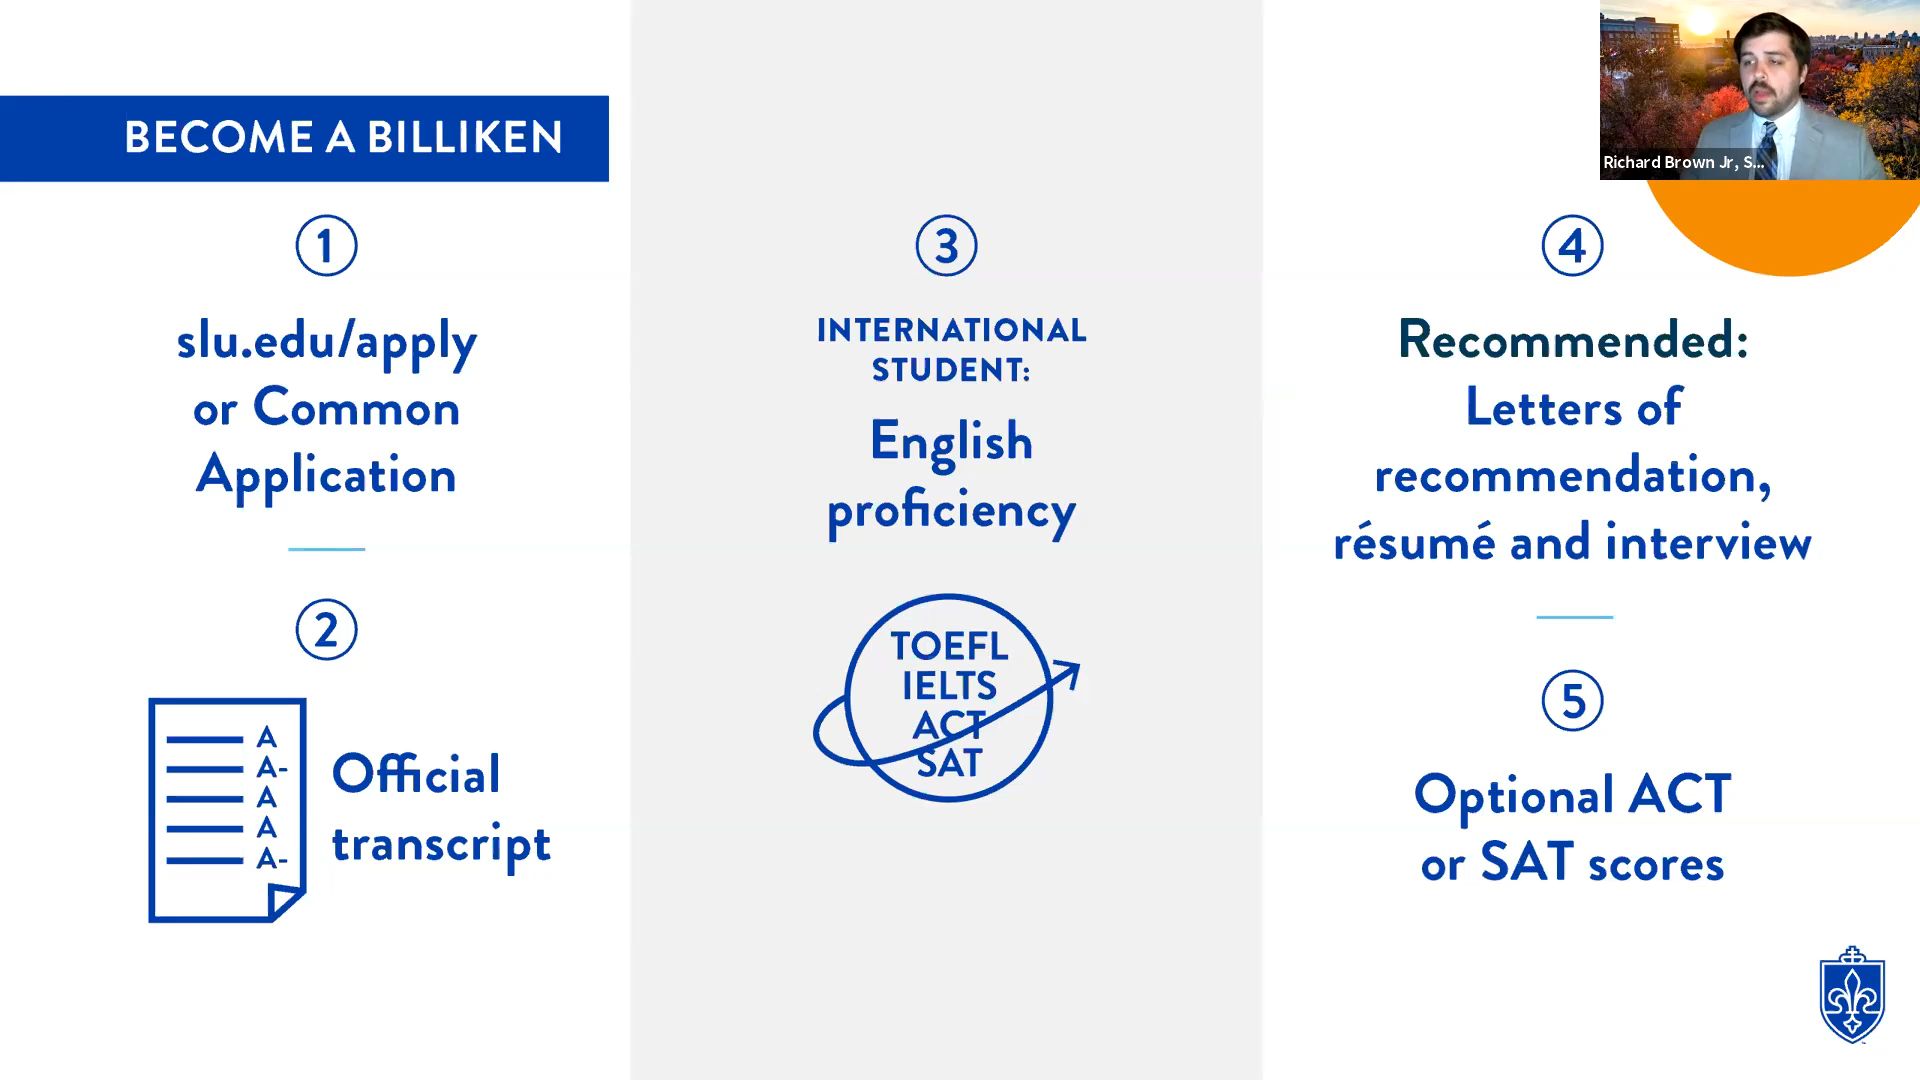 BECOME A BILLIKEN
1
slu.edu/apply
or Common
Application
2
A
A-
A
A
A-
Official
transcript
3
INTERNATIONAL
STUDENT:
English
proficiency
TOEFL
IELTS
ACT
SAT
Richard Brown Jr, S...
4
Recommended:
Letters of
recommendation,
résumé and interview
5
Optional ACT
or SAT scores